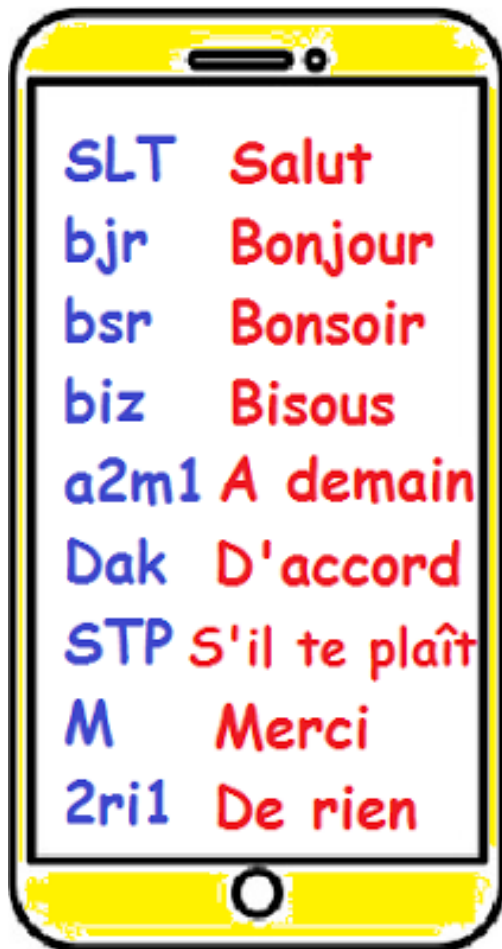 SLT Salut
bjr Bonjour
bsr Bonsoir
biz Bisous
a2m1 A demain
Dak D'accord
STP S'il te plaît
M Merci
2ri1 De rien